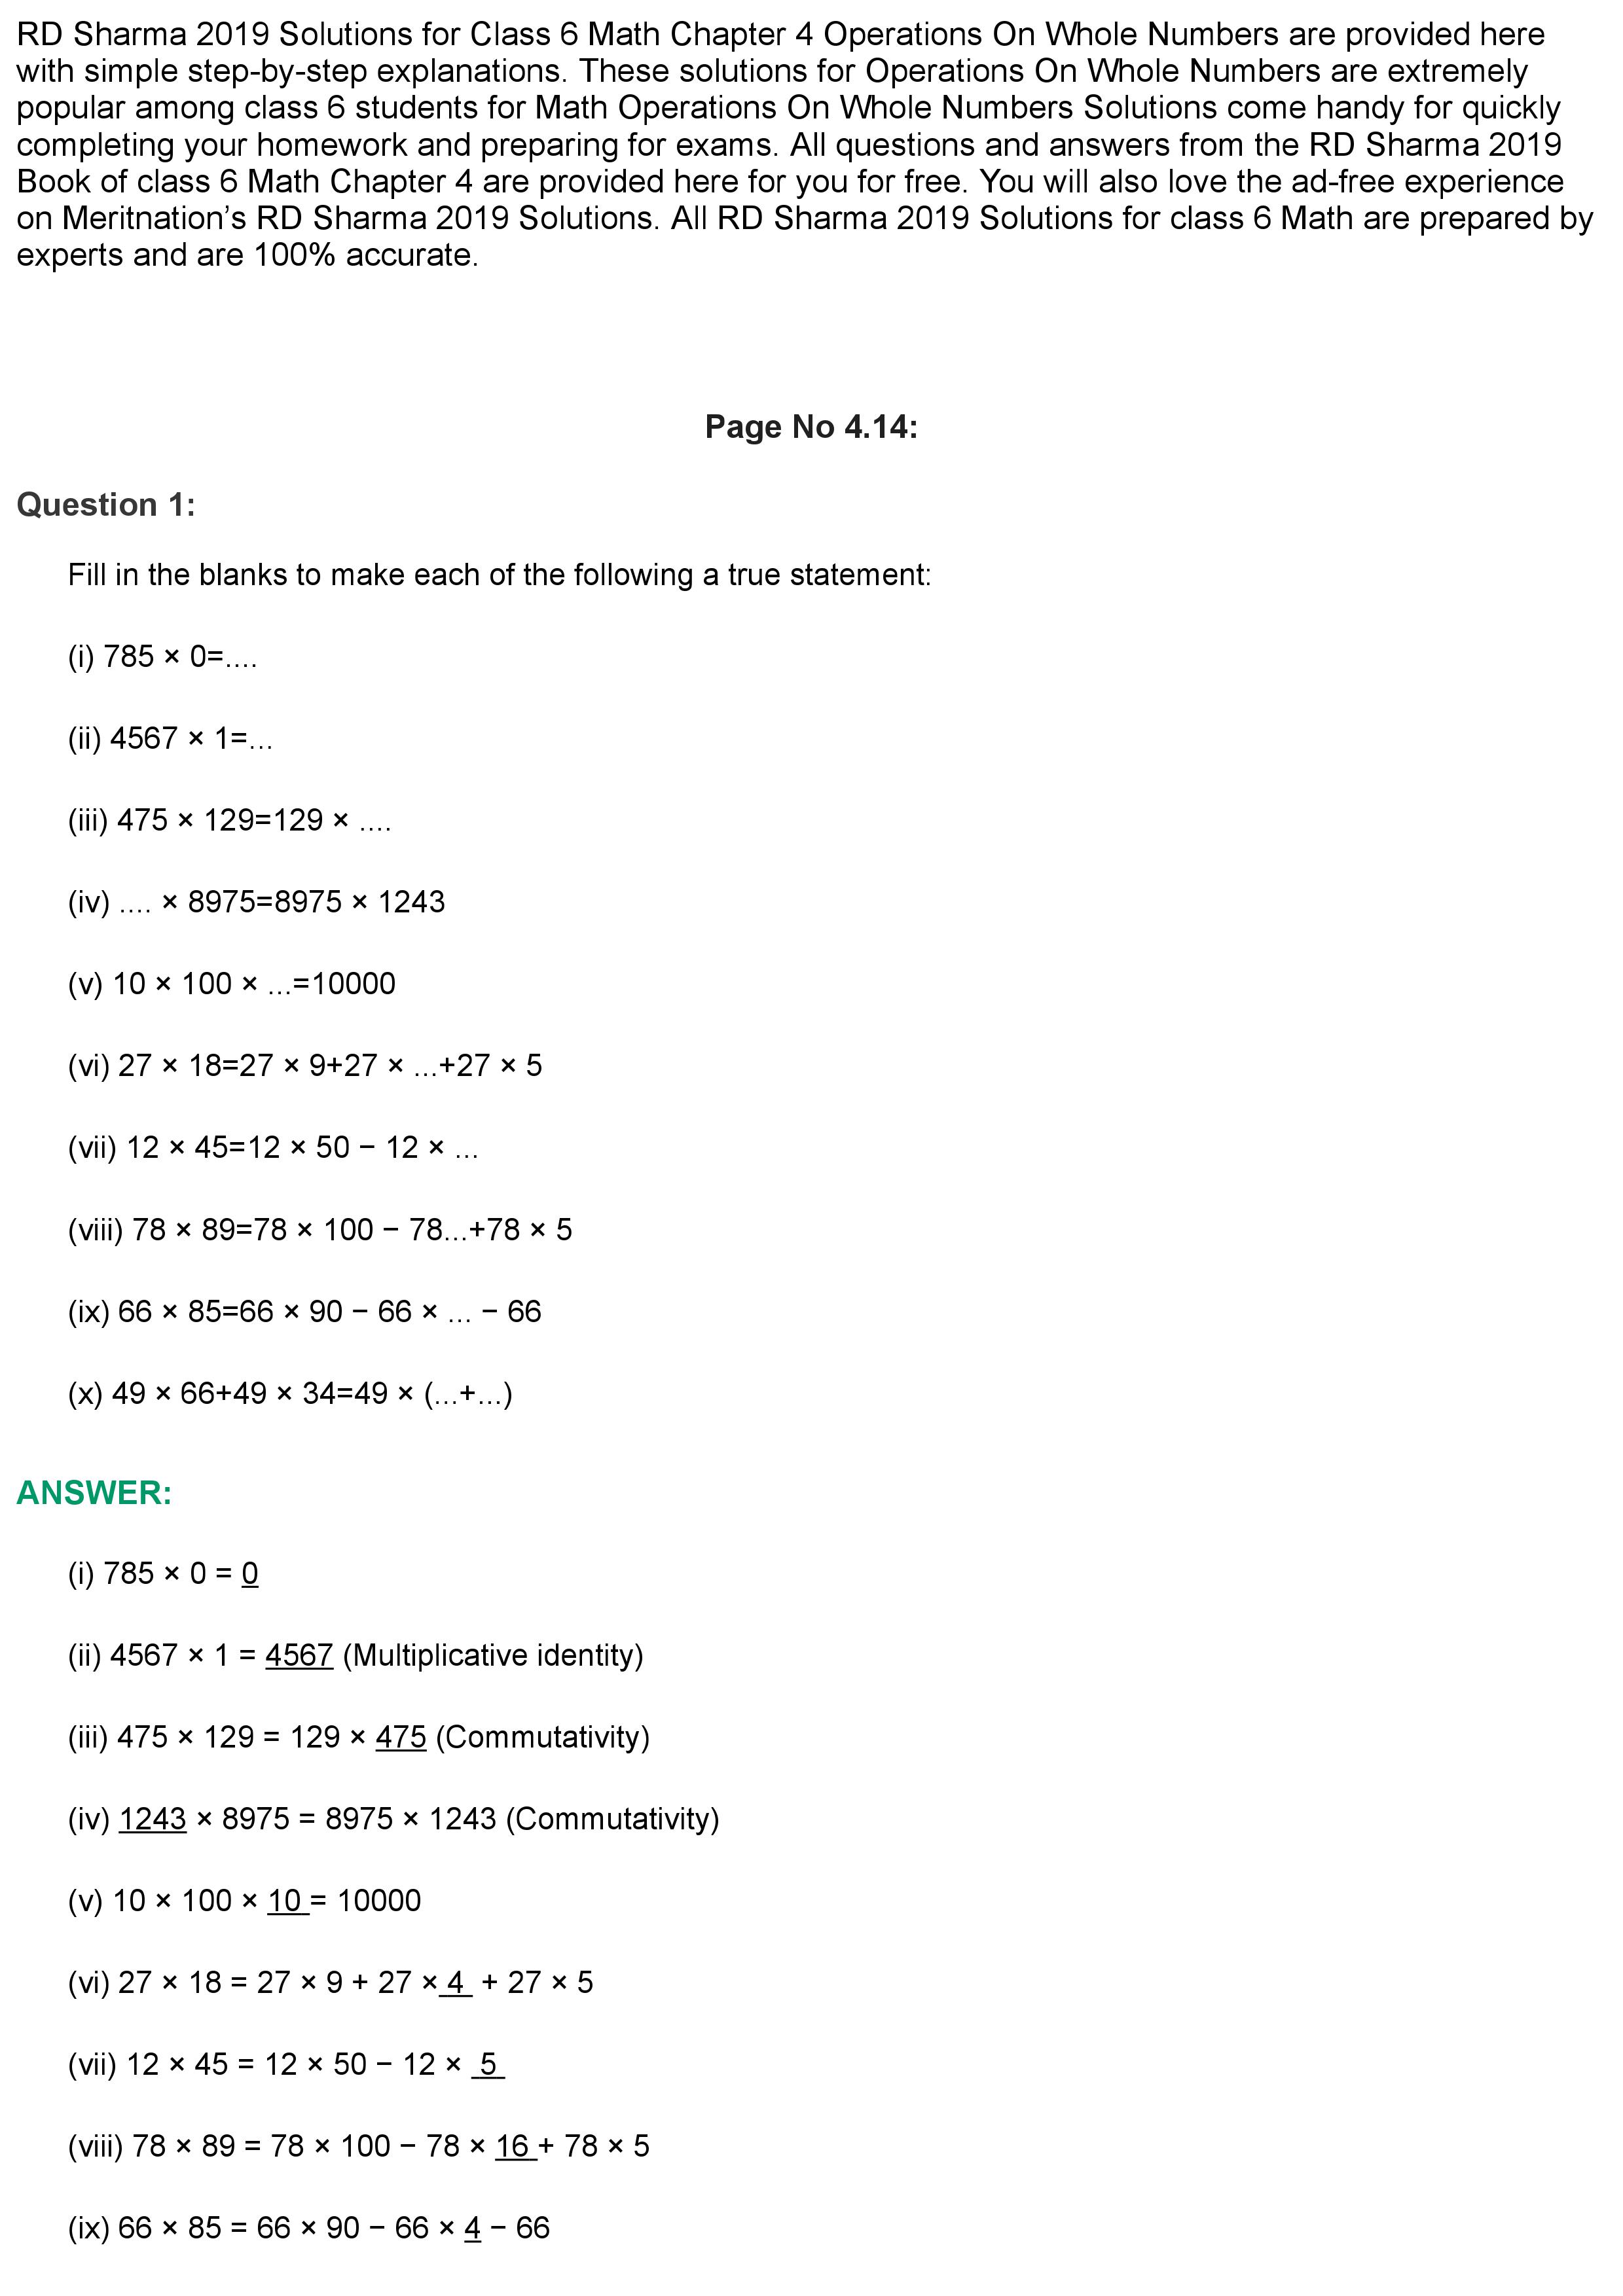 RD Sharma 2019 Solutions for Class 6 Math Chapter 4 Operations On Whole Numbers are provided here
with simple step-by-step explanations. These solutions for Operations On Whole Numbers are extremely
popular among class 6 students for Math Operations On Whole Numbers Solutions come handy for quickly
completing your homework and preparing for exams. All questions and answers from the RD Sharma 2019
Book of class 6 Math Chapter 4 are provided here for you for free. You will also love the ad-free experience
on Meritnation’s RD Sharma 2019 Solutions. All RD Sharma 2019 Solutions for class 6 Math are prepared by
experts and are 100% accurate.
Page No 4.14:
Question 1:
Fill in the blanks to make each of the following a true statement:
(i) 785 × 0=....
(ii) 4567 × 1=...
(iii) 475 × 129=129 × ....
(iv) .... × 8975=8975 × 1243
(v) 10 × 100 × ...=10000
(vi) 27 × 18=27 × 9+27 × ...+27 × 5
(vii) 12 × 45=12 × 50 − 12 × ...
(viii) 78 × 89=78 × 100 − 78...+78 × 5
(ix) 66 × 85=66 × 90 − 66 × ... − 66
(x) 49 × 66+49 × 34=49 × (...+...)
ANSWER:
(i) 785 × 0 = 0
(ii) 4567 × 1 = 4567 (Multiplicative identity)
(iii) 475 × 129 = 129 × 475 (Commutativity)
(iv) 1243 × 8975 = 8975 × 1243 (Commutativity)
(v) 10 × 100 × 10 = 10000
(vi) 27 × 18 = 27 × 9 + 27 × 4 + 27 × 5
(vii) 12 × 45 = 12 × 50 − 12 × 5
(viii) 78 × 89 = 78 × 100 − 78 × 16 + 78 × 5
(ix) 66 × 85 = 66 × 90 − 66 × 4 − 66